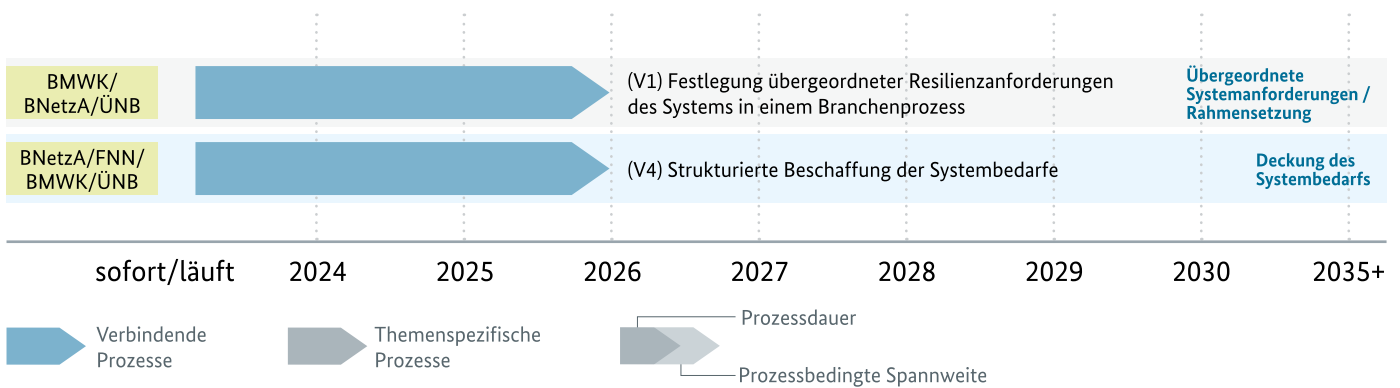 BMWK/
BNetzA/ÜNB
(V1) Festlegung übergeordneter Resilienzanforderungen
des Systems in einem Branchenprozess
Übergeordnete
Systemanforderungen /
Rahmensetzung
BNetzA/FNN/
BMWK/ÜNB
(V4) Strukturierte Beschaffung der Systembedarfe
Deckung des
Systembedarfs
sofort/läuft 2024 2025 2026 2027 2028 2029 2030 2035+
Verbindende
Prozesse
Themenspezifische
Prozesse
Prozessdauer
Prozessbedingte Spannweite